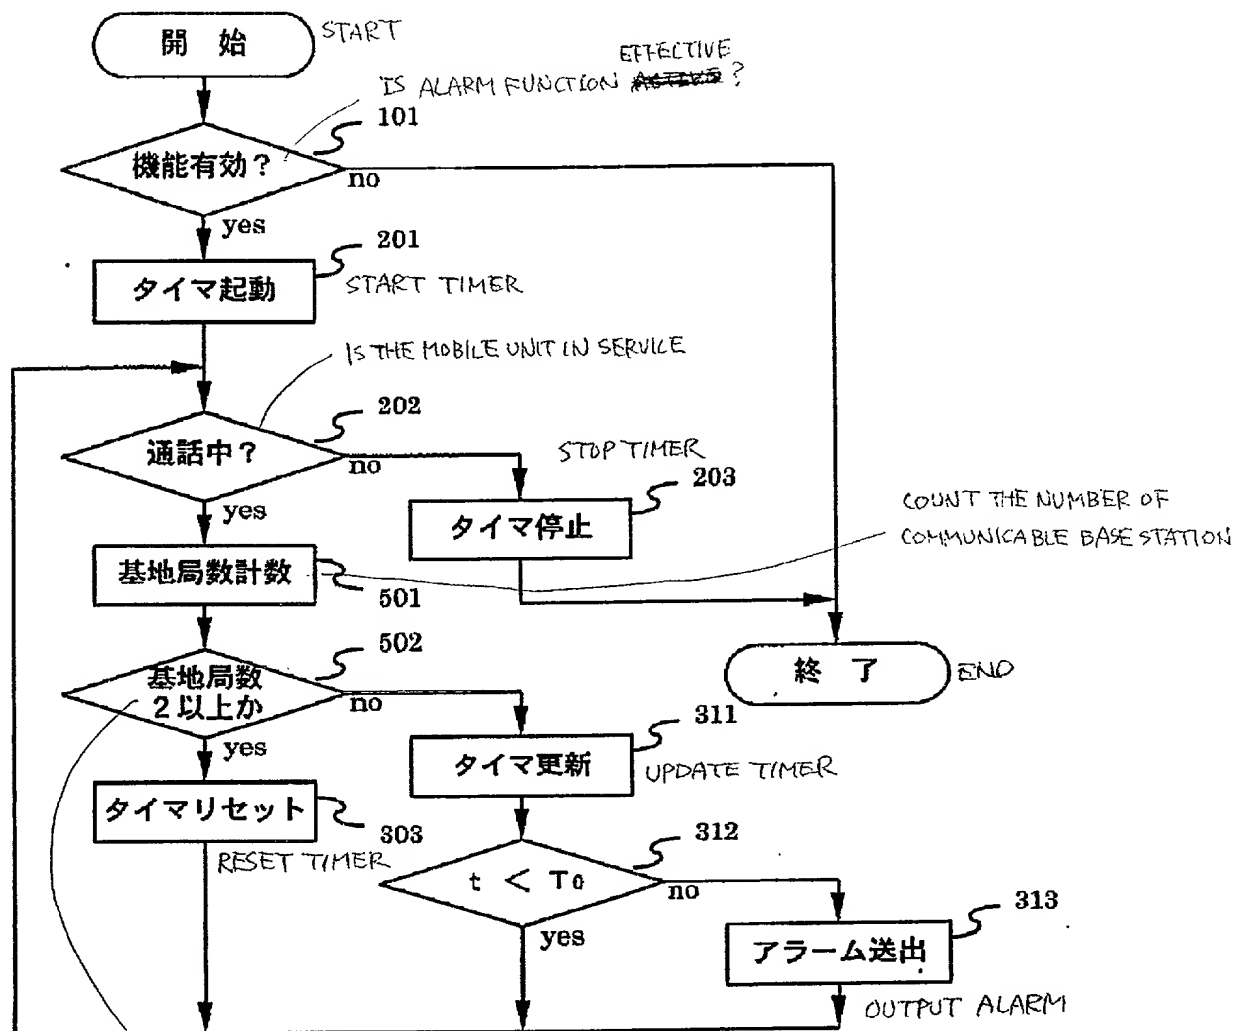 開 始
START
EFFECTIVE
IS ALARM FUNCTION ?
101
機能有効?
no
yes
201
タイマ起動
START TIMER
IS THE MOBILE UNIT IN SERVICE
202
通話中?
no
yes
STOP TIMER
203
タイマ停止
COUNT THE NUMBER OF
COMMUNICABLE BASE STATION
基地局数計数
501
502
基地局数
2以上か
no
yes
終 了
END
311
タイマ更新
UPDATE TIMER
タイマリセット
303
RESET TIMER
312
t < T0
no
yes
313
アラーム送出
OUTPUT ALARM